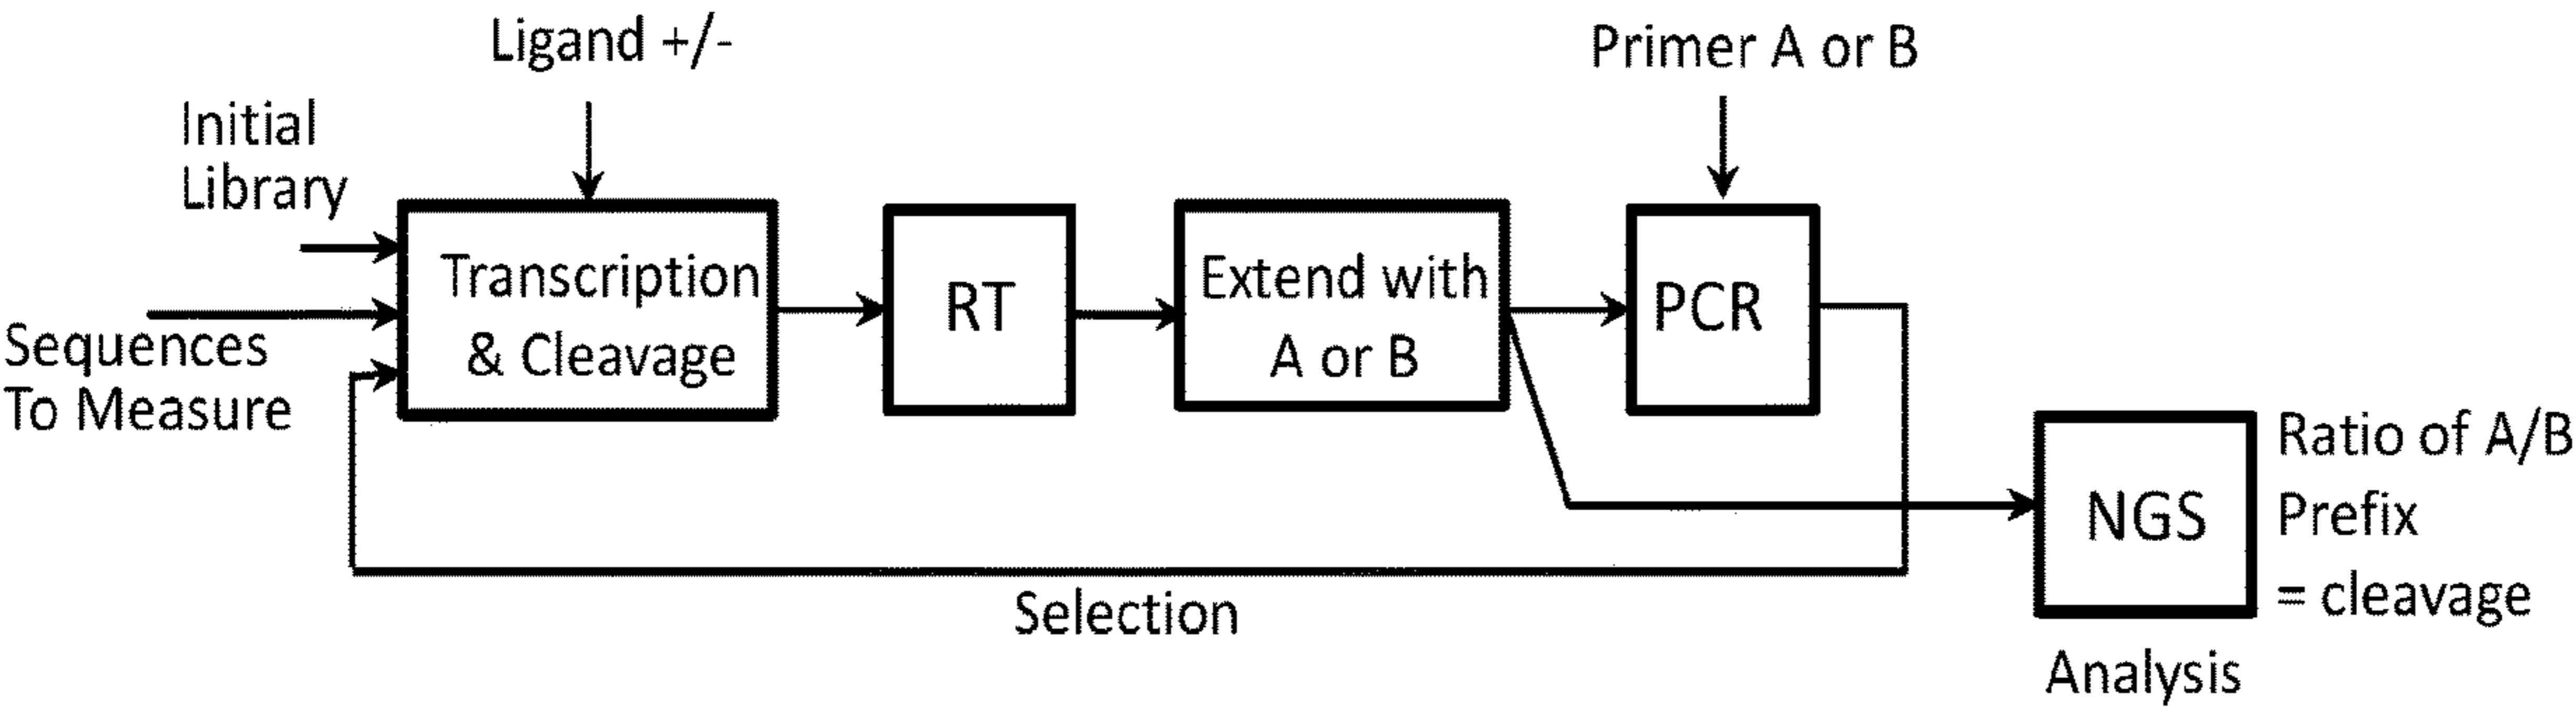 Ligand +/-
Primer A or B
Initial
Library
Transcription
& Cleavage
RT
Extend with
A or B
PCR
Sequences
To Measure
Selection
NGS
Ratio of A/B
Prefix
= cleavage
Analysis